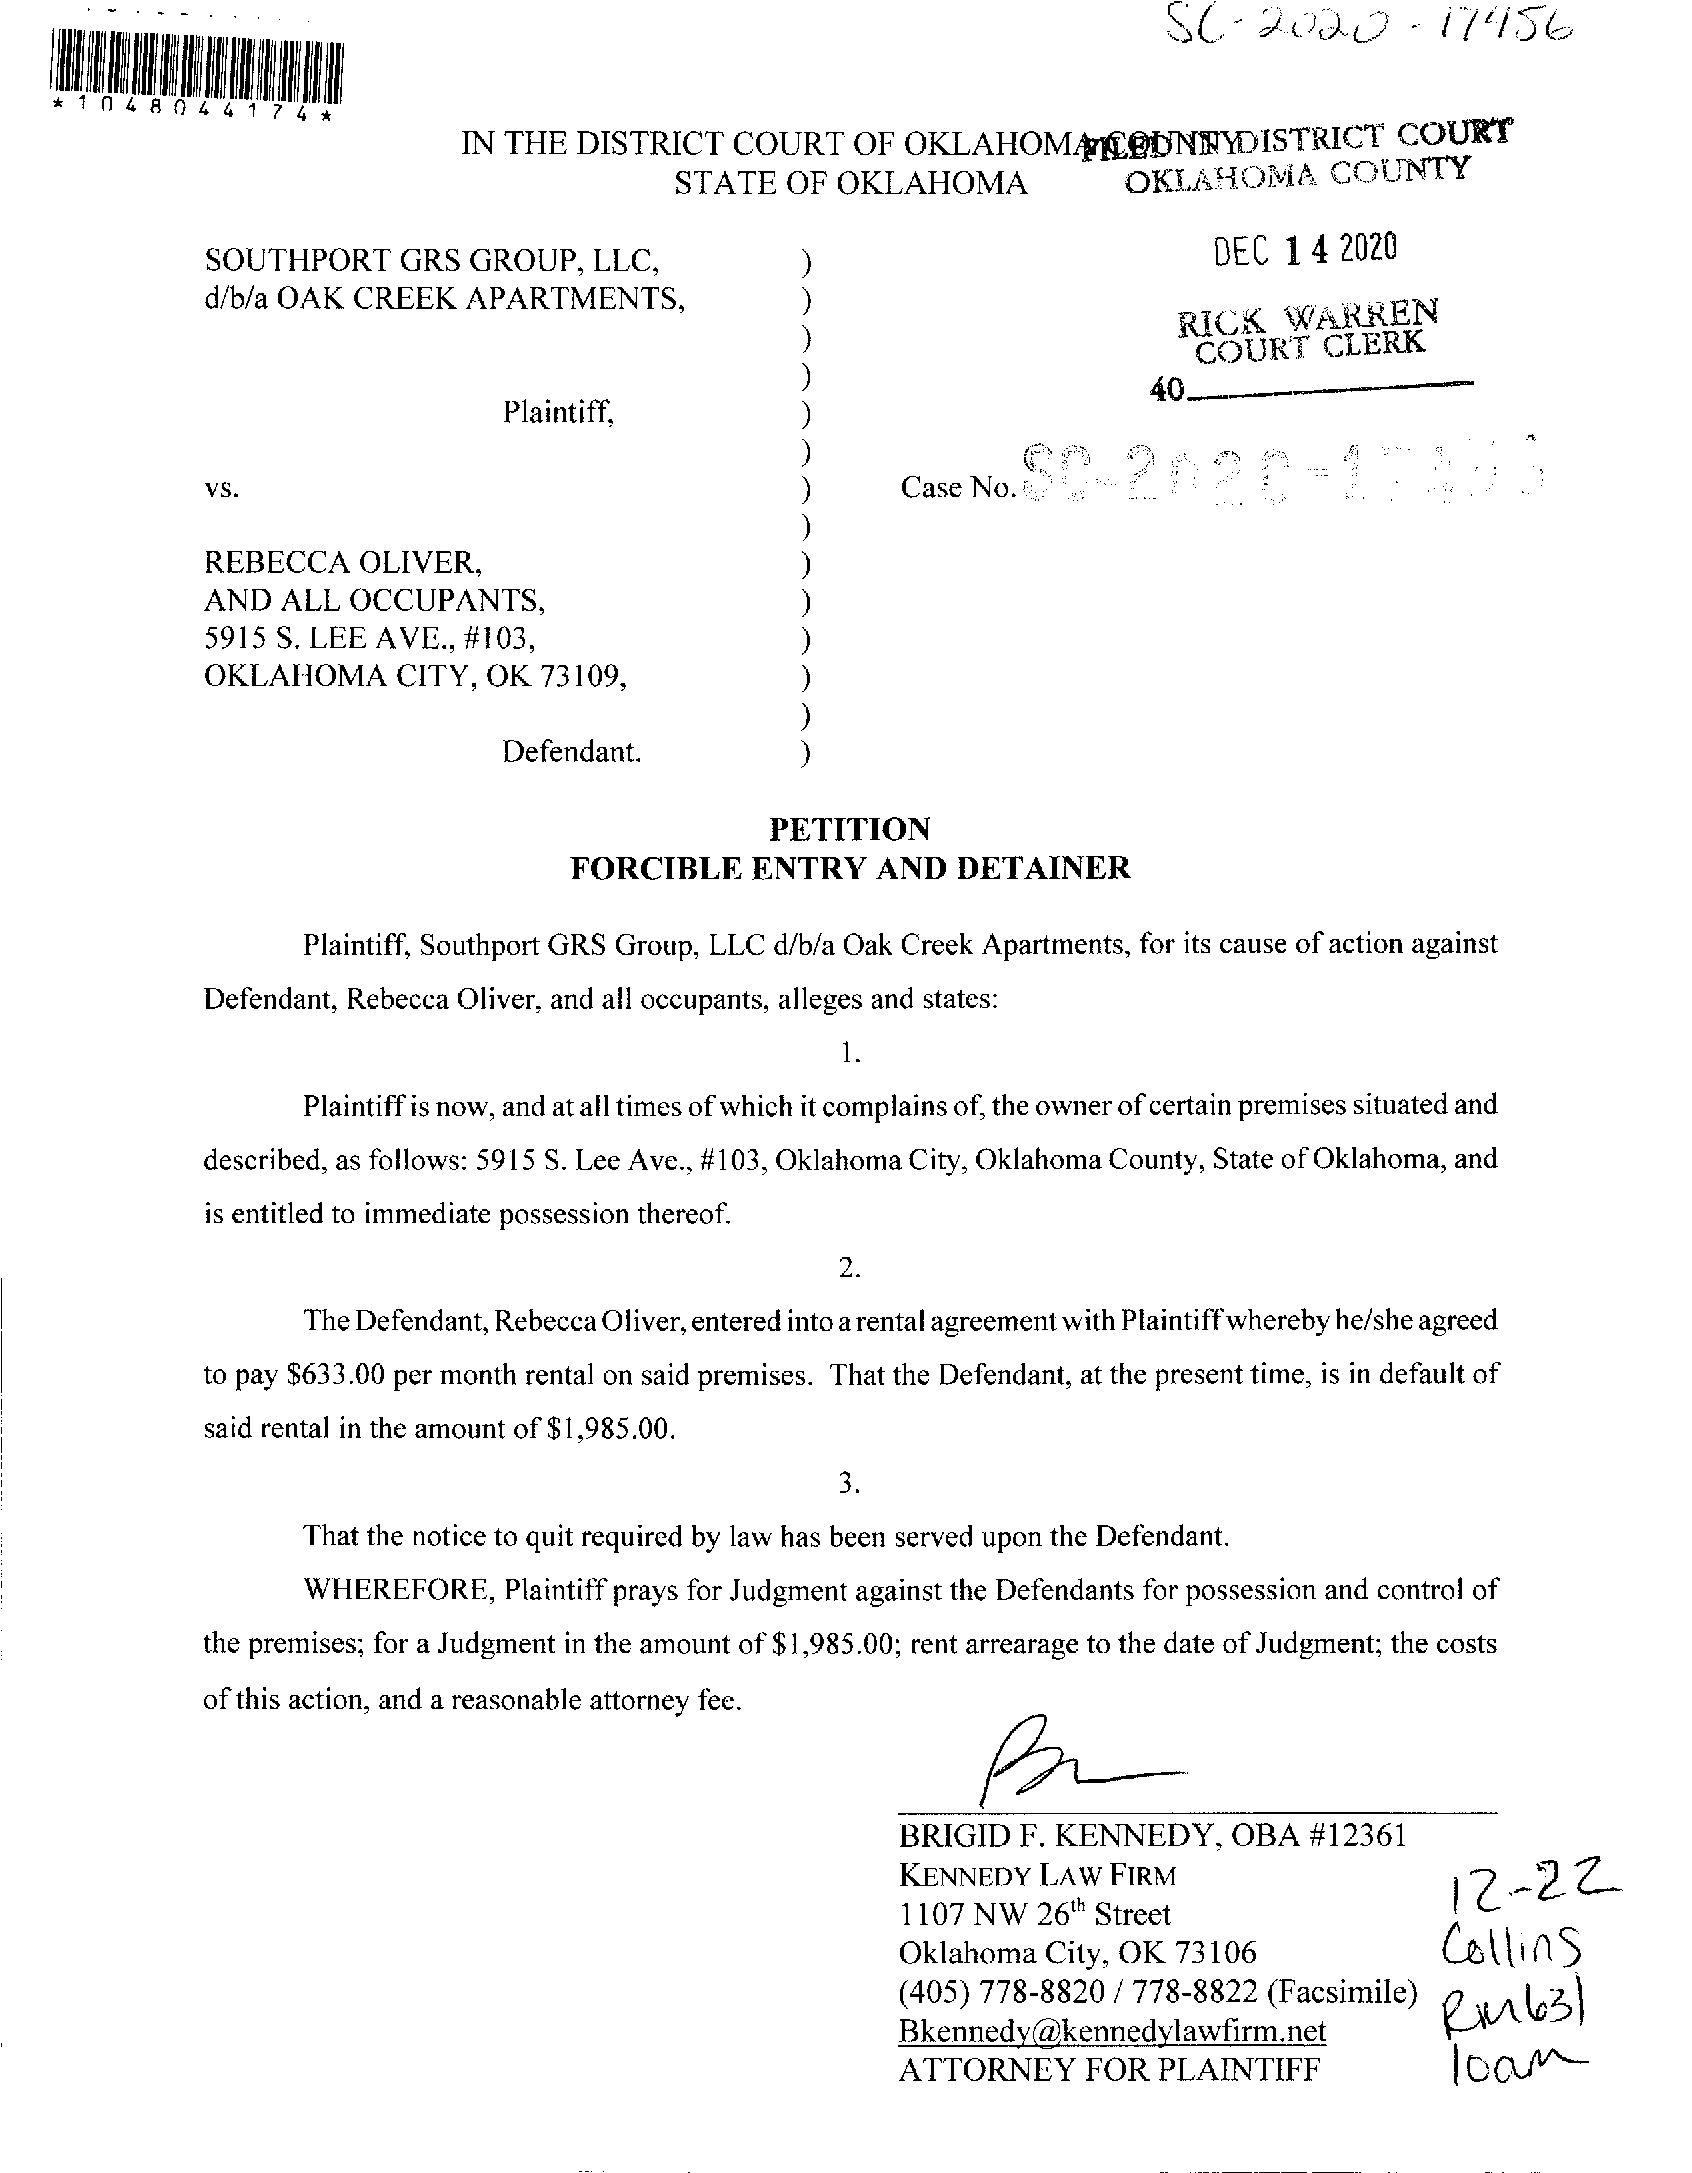 SC-2020-17456
*1048044174*
IN THE DISTRICT COURT OF OKLAHOMA COUNTY
STATE OF OKLAHOMA
FILED IN DISTRICT COURT
OKLAHOMA COUNTY
DEC 14 2020
RICK WARREN
COURT CLERK
40
SOUTHPORT GRS GROUP, LLC, )
d/b/a OAK CREEK APARTMENTS, )
)
)
Plaintiff, )
)
vs. ) Case No.
)
REBECCA OLIVER, )
AND ALL OCCUPANTS, )
5915 S. LEE AVE., #103, )
OKLAHOMA CITY, OK 73109, )
)
Defendant. )
PETITION
FORCIBLE ENTRY AND DETAINER
Plaintiff, Southport GRS Group, LLC d/b/a Oak Creek Apartments, for its cause of action against
Defendant, Rebecca Oliver, and all occupants, alleges and states:
1.
Plaintiff is now, and at all times of which it complains of, the owner of certain premises situated and
described, as follows: 5915 S. Lee Ave., #103, Oklahoma City, Oklahoma County, State of Oklahoma, and
is entitled to immediate possession thereof.
2.
The Defendant, Rebecca Oliver, entered into a rental agreement with Plaintiff whereby he/she agreed
to pay $633.00 per month rental on said premises. That the Defendant, at the present time, is in default of
said rental in the amount of $1,985.00.
3.
That the notice to quit required by law has been served upon the Defendant.
WHEREFORE, Plaintiff prays for Judgment against the Defendants for possession and control of
the premises; for a Judgment in the amount of $1,985.00; rent arrearage to the date of Judgment; the costs
of this action, and a reasonable attorney fee.
BRIGID F. KENNEDY, OBA #12361
KENNEDY LAW FIRM
1107 NW 26th Street
Oklahoma City, OK 73106
(405) 778-8820 / 778-8822 (Facsimile)
Bkennedy@kennedylawfirm.net
ATTORNEY FOR PLAINTIFF
12-22
Collins
Rm 631
10am